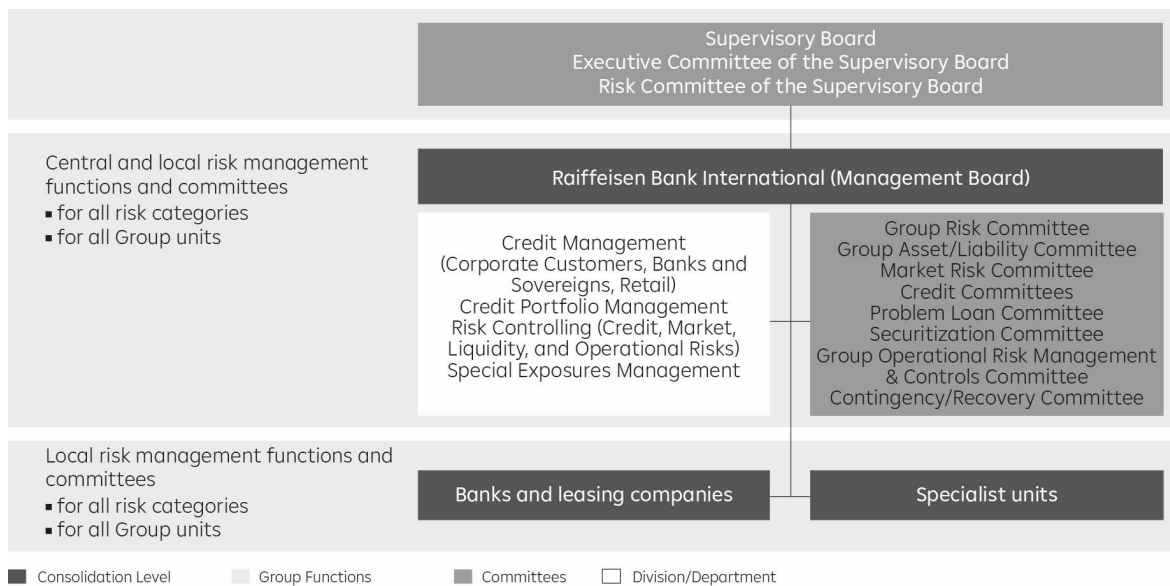 Supervisory Board
Executive Committee of the Supervisory Board
Risk Committee of the Supervisory Board
Central and local risk management
functions and committees
▪ for all risk categories
▪ for all Group units
Raiffeisen Bank International (Management Board)
Credit Management
(Corporate Customers, Banks and
Sovereigns, Retail)
Credit Portfolio Management
Risk Controlling (Credit, Market,
Liquidity, and Operational Risks)
Special Exposures Management
Group Risk Committee
Group Asset/Liability Committee
Market Risk Committee
Credit Committees
Problem Loan Committee
Securitization Committee
Group Operational Risk Management
& Controls Committee
Contingency/Recovery Committee
Local risk management functions and
committees
▪ for all risk categories
▪ for all Group units
Banks and leasing companies
Specialist units
Consolidation Level
Group Functions
Committees
Division/Department